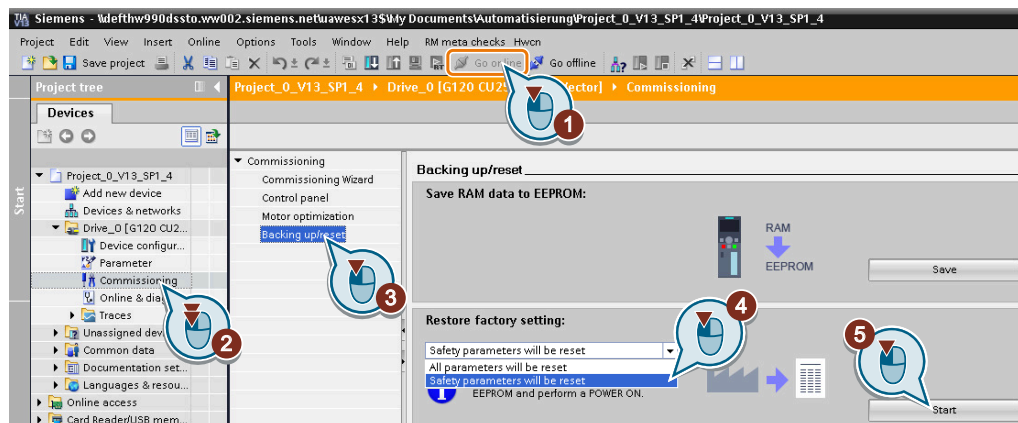 Siemens - \\defthw990dssto.ww002.siemens.net\uawesx13$\My Documents\Automatisierung\Project_0_V13_SP1_4\Project_0_V13_SP1_4
Project Edit View Insert Online Options Tools Window Help RM meta checks Hwcn
Save project Go online Go offline
Project tree
Project_0_V13_SP1_4 Drive_0 [G120 Commissioning
1
Devices
Start
Project_0_V13_SP1_4
Add new device
Devices & networks
Drive_0 [G120 CU2...
Device configur...
Parameter
Commissioning
Online &
Traces
Unassigned
Common data
Documentation set...
Languages & resou...
Online access
Card Reader/USB mem...
2
Commissioning
Commissioning Wizard
Control panel
Motor optimization
Backing up/reset
3
Backing up/reset
Save RAM data to EEPROM:
RAM
EEPROM
Save
Restore factory setting:
4
Safety parameters will be reset
All parameters will be reset
Safety parameters will be reset
EEPROM and perform a POWER ON.
5
Start